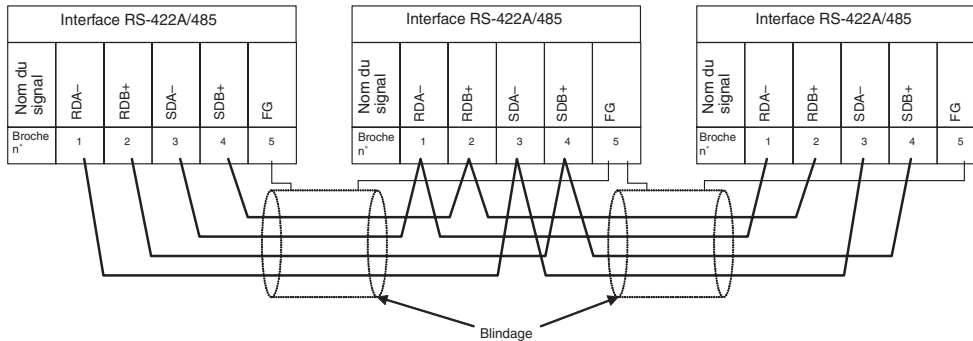 Interface RS-422A/485
Nom du signal
RDA–
RDB+
SDA–
SDB+
FG
Broche n°
1
2
3
4
5
Interface RS-422A/485
Nom du signal
RDA–
RDB+
SDA–
SDB+
FG
Broche n°
1
2
3
4
5
Interface RS-422A/485
Nom du signal
RDA–
RDB+
SDA–
SDB+
FG
Broche n°
1
2
3
4
5
Blindage